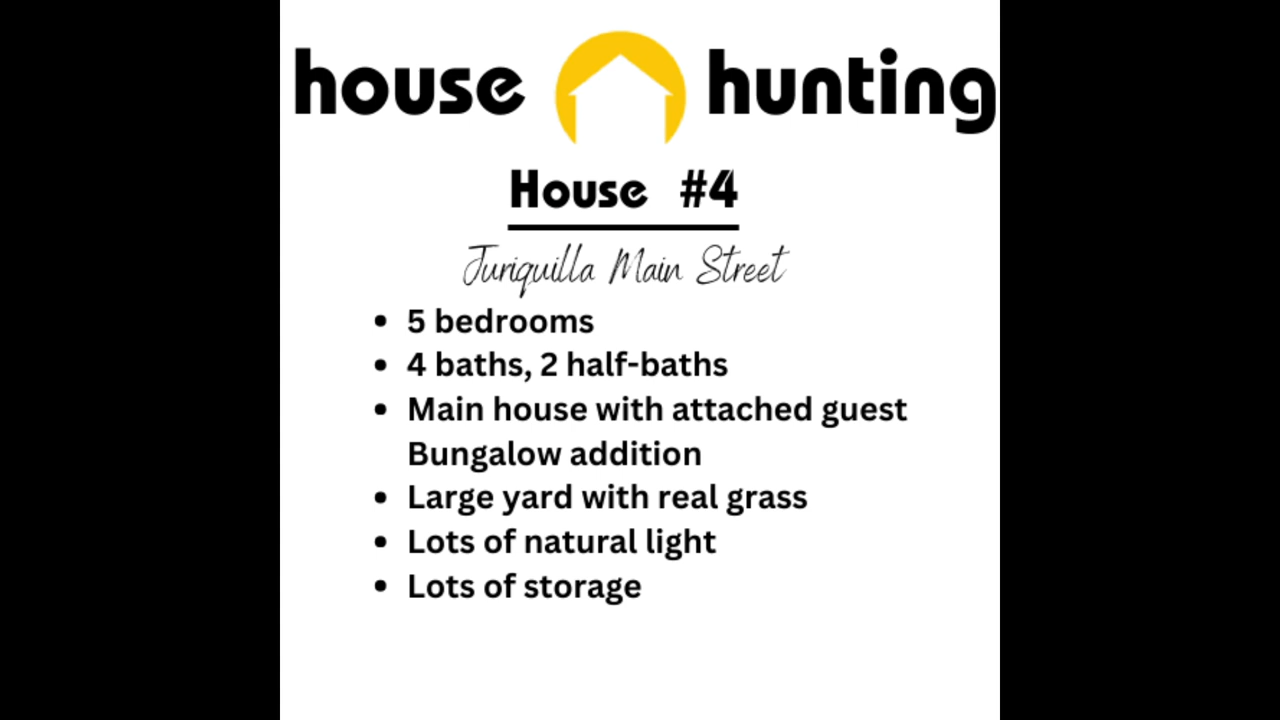 house hunting
House #4
Juriquilla Main Street
• 5 bedrooms
• 4 baths, 2 half-baths
• Main house with attached guest
Bungalow addition
• Large yard with real grass
• Lots of natural light
• Lots of storage